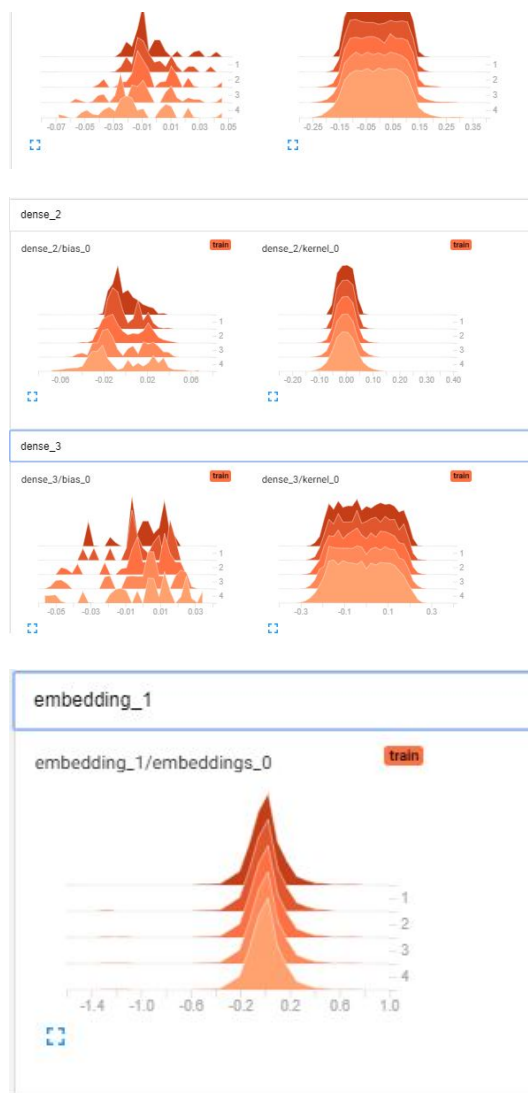 1
2
3
4
-0.07 -0.05 -0.03 -0.01 0.01 0.03 0.05
1
2
3
4
-0.25 -0.15 -0.05 0.05 0.15 0.25 0.35
dense_2
dense_2/bias_0 train
dense_2/kernel_0 train
1
2
3
4
-0.06 -0.02 0.02 0.06
1
2
3
4
-0.20 -0.10 0.00 0.10 0.20 0.30 0.40
dense_3
dense_3/bias_0 train
dense_3/kernel_0 train
1
2
3
4
-0.05 -0.03 -0.01 0.01 0.03
1
2
3
4
-0.3 -0.1 0.1 0.3
embedding_1
embedding_1/embeddings_0 train
1
2
3
4
-1.4 -1.0 -0.6 -0.2 0.2 0.6 1.0